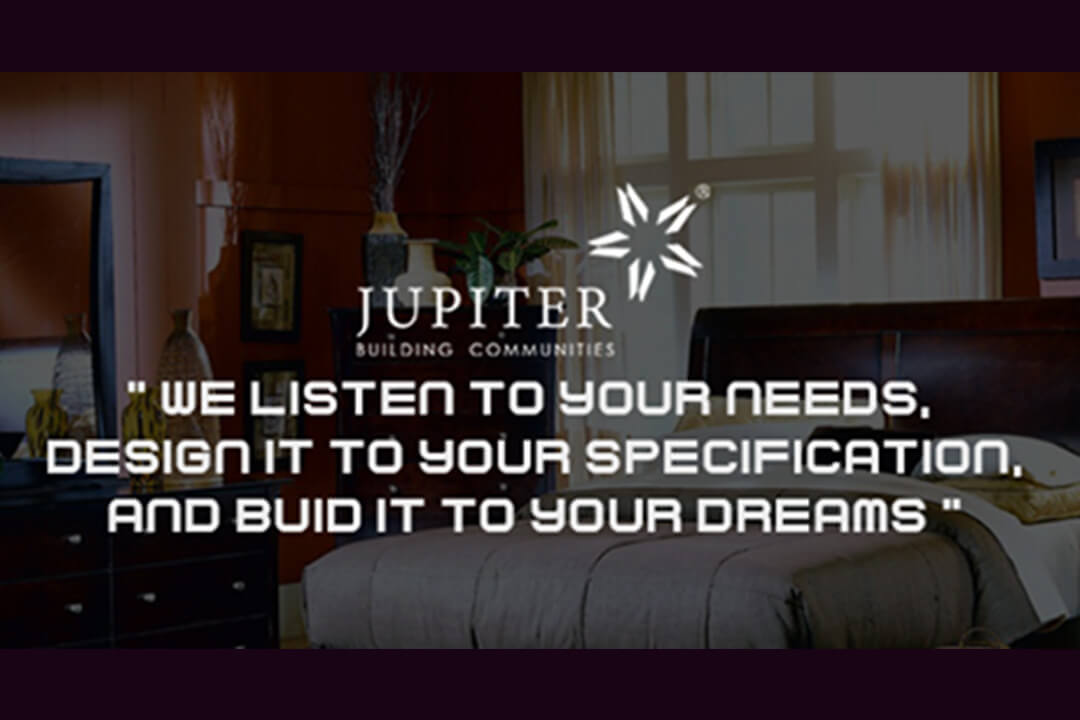 JUPITER
BUILDING COMMUNITIES
" WE LISTEN TO YOUR NEEDS,
DESIGN IT TO YOUR SPECIFICATION,
AND BUID IT TO YOUR DREAMS "